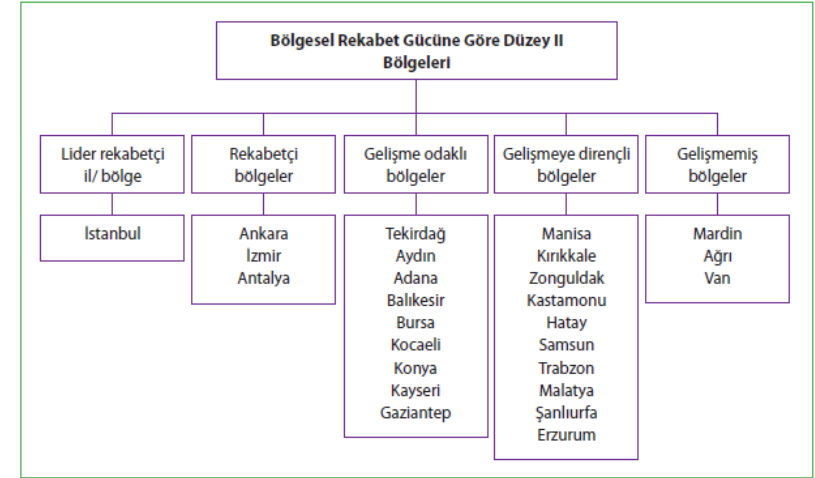 Bölgesel Rekabet Gücüne Göre Düzey II
Bölgeleri
Lider rekabetçi
il/ bölge
İstanbul
Rekabetçi
bölgeler
Ankara
İzmir
Antalya
Gelişme odaklı
bölgeler
Tekirdağ
Aydın
Adana
Balıkesir
Bursa
Kocaeli
Konya
Kayseri
Gaziantep
Gelişmeye dirençli
bölgeler
Manisa
Kırıkkale
Zonguldak
Kastamonu
Hatay
Samsun
Trabzon
Malatya
Şanlıurfa
Erzurum
Gelişmemiş
bölgeler
Mardin
Ağrı
Van